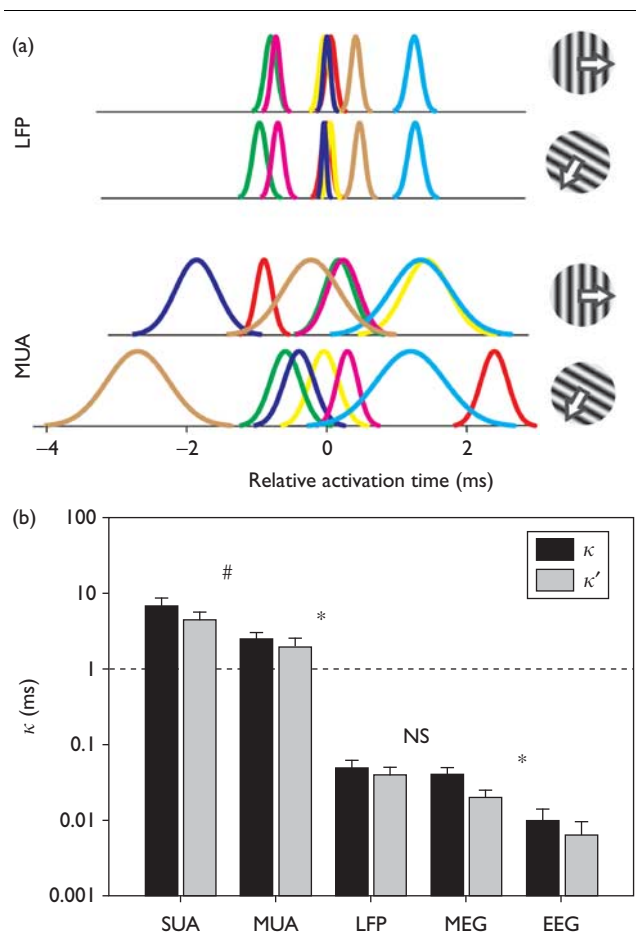 (a)
LFP
MUA
−4
−2
0
2
Relative activation time (ms)
(b)
100
10
1
0.1
0.01
0.001
κ (ms)
#
*
NS
*
κ
κ′
SUA
MUA
LFP
MEG
EEG